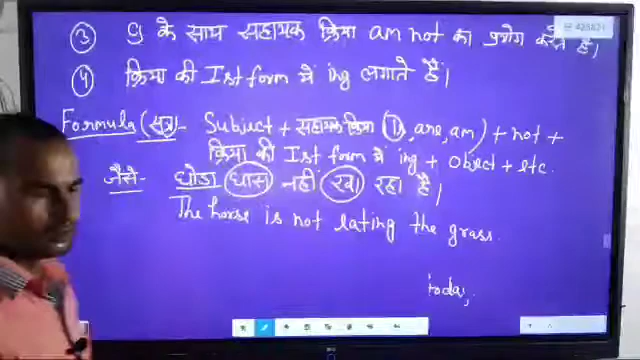 ③ I के साथ सहायक क्रिया am not का प्रयोग करते है।
④ क्रिया की Ist form मे ing लगाते है।
Formula (सूत्र)- Subject + सहायक क्रिया (Is, are, am) + not +
क्रिया की Ist form मे ing + Object + etc.
जैसे- घोडा घास नही खा रहा है।
The horse is not eating the grass.
today,